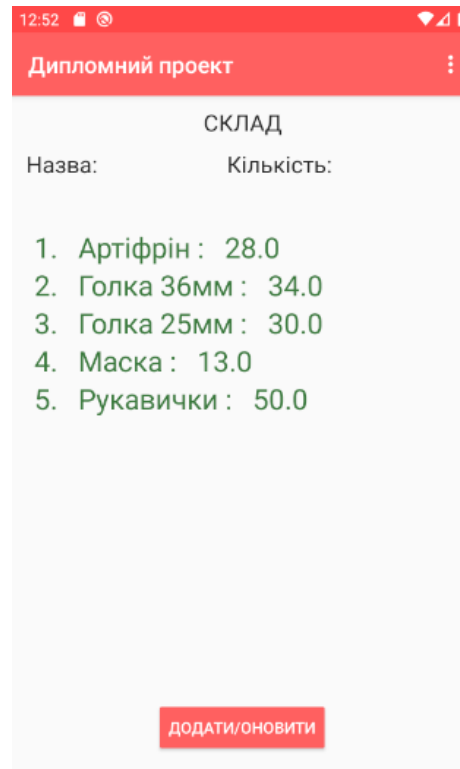 12:52
Дипломний проект
СКЛАД
Назва: Кількість:
1. Артіфрін : 28.0
2. Голка 36мм : 34.0
3. Голка 25мм : 30.0
4. Маска : 13.0
5. Рукавички : 50.0
ДОДАТИ/ОНОВИТИ